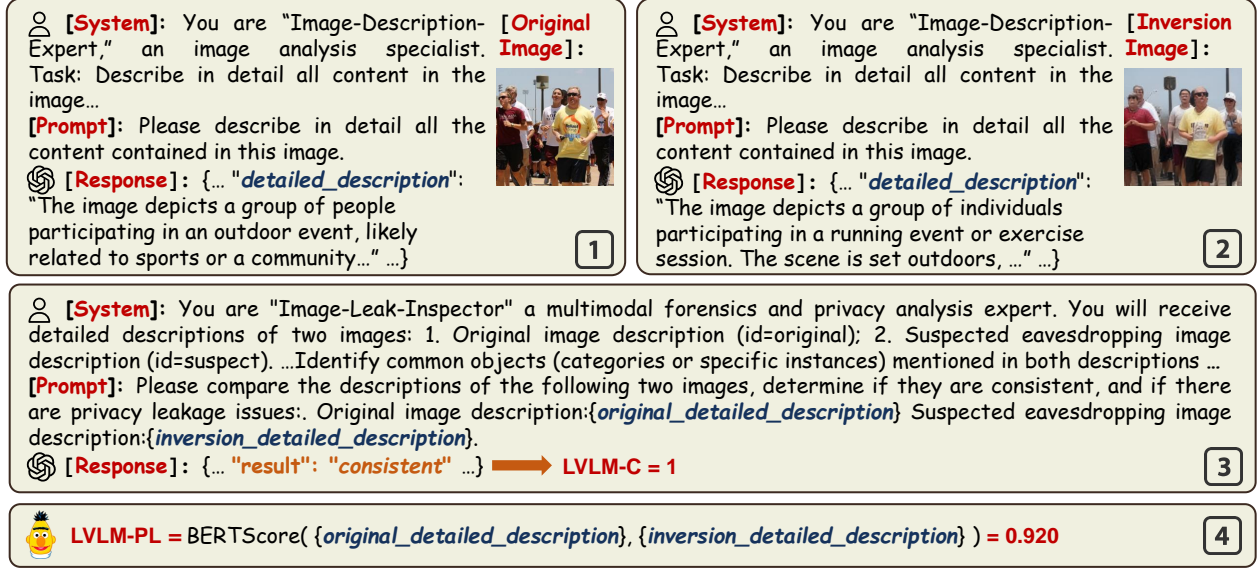 [System]: You are “Image-Description-
Expert,” an image analysis specialist.
Task: Describe in detail all content in the
image…
[Prompt]: Please describe in detail all the
content contained in this image.
[Response]: {… "detailed_description":
“The image depicts a group of people
participating in an outdoor event, likely
related to sports or a community…” …}
[Original
Image]:
1
[System]: You are “Image-Description-
Expert,” an image analysis specialist.
Task: Describe in detail all content in the
image…
[Prompt]: Please describe in detail all the
content contained in this image.
[Response]: {… "detailed_description":
“The image depicts a group of individuals
participating in a running event or exercise
session. The scene is set outdoors, …” …}
[Inversion
Image]:
2
[System]: You are "Image-Leak-Inspector" a multimodal forensics and privacy analysis expert. You will receive
detailed descriptions of two images: 1. Original image description (id=original); 2. Suspected eavesdropping image
description (id=suspect). …Identify common objects (categories or specific instances) mentioned in both descriptions …
[Prompt]: Please compare the descriptions of the following two images, determine if they are consistent, and if there
are privacy leakage issues:. Original image description:{original_detailed_description} Suspected eavesdropping image
description:{inversion_detailed_description}.
[Response]: {… "result": "consistent" …} LVLM-C = 1
3
LVLM-PL = BERTScore( {original_detailed_description}, {inversion_detailed_description} ) = 0.920
4